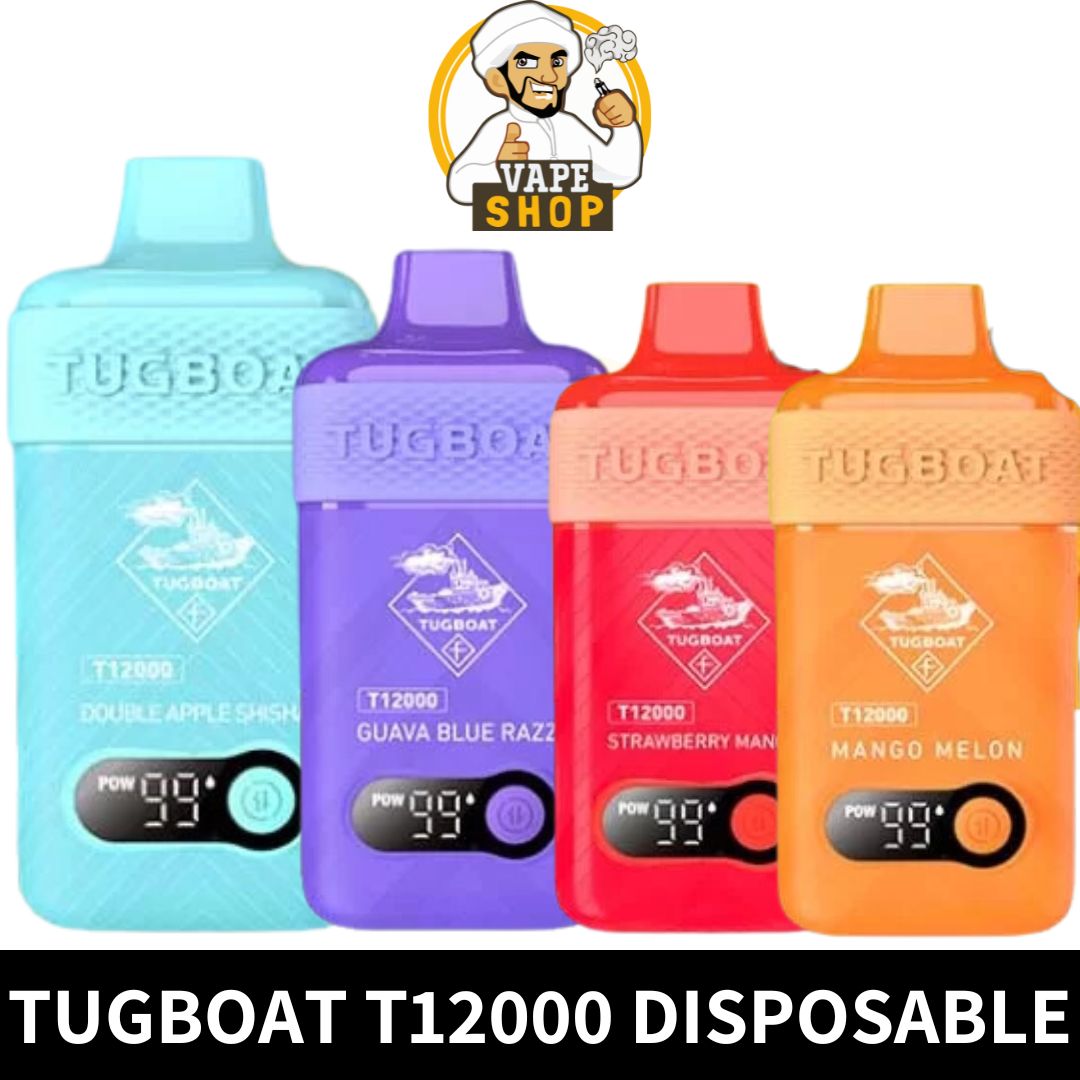 VAPE
SHOP
TUGBOA
TUGBOAT
T12000
DOUBLE APPLE SHISH
POW 99
TUGBOA
TUGBOAT
T12000
GUAVA BLUE RAZZ
POW 99
TUGBO
TUGBOAT
T12000
STRAWBERRY MAN
POW 99
TUGBOAT
TUGBOAT
T12000
MANGO MELON
POW 99
TUGBOAT T12000 DISPOSABLE